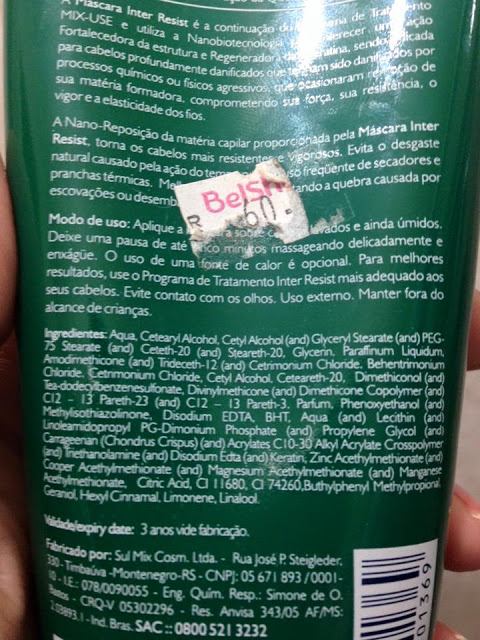 A Máscara Inter Resist é a continuação do Programa de Tratamento
MIX-USE e utiliza a Nanobiotecnologia oferecer uma ação
Fortalecedora da estrutura e Regeneradora da queratina, sendo indicada
para cabelos profundamente danificados que tenham sido danificados por
processos químicos ou físicos agressivos, que ocasionaram remoção de
sua matéria formadora, comprometendo sua força, sua resistência, o
vigor e a elasticidade dos fios.
A Nano-Reposição da matéria capilar proporcionada pela Máscara Inter
Resist, torna os cabelos mais resistentes e vigorosos. Evita o desgaste
natural causado pela ação do tempo so frequente de secadores e
pranchas térmicas. Mel ando a quebra causada por
escovações ou desemb
BelSh
R 60-
Modo de uso: Aplique a sobre c lavados e ainda úmidos.
Deixe uma pausa de até cinco minutos massageando delicadamente e
enxágüe. O uso de uma fonte de calor é opcional. Para melhores
resultados, use o Programa de Tratamento Inter Resist mais adequado aos
seus cabelos. Evite contato com os olhos. Uso externo. Manter fora do
alcance de crianças.
Ingredientes: Aqua, Cetearyl Alcohol, Cetyl Alcohol (and) Glyceryl Stearate (and) PEG-
75 Stearate (and) Ceteth-20 (and) Steareth-20, Glycerin, Paraffinum Liquidum,
Amodimethicone (and) Trideceth-12 (and) Cetrimonium Chloride. Behentrimonium
Chloride. Cetrimonium Chloride, Cetyl Alcohol, Ceteareth-20, Dimethiconol (and)
Tea-dodecylbenzenesulfonate, Divinylmethicone (and) Dimethicone Copolymer (and)
C12 - 13 Pareth-23 (and) C12 - 13 Pareth-3, Parfum, Phenoxyethanol (and)
Methylisothiazolinone, Disodium EDTA, BHT, Aqua (and) Lecithin (and)
Linoleamidopropyl PG-Dimonium Phosphate (and) Propylene Glycol (and)
Carrageenan (Chondrus Crispus) (and) Acrylates C10-30 Alkyl Acrylate Crosspolymer
(and) Triethanolamine (and) Disodium Edta (and) Keratin, Zinc Acethylmethionate (and)
Cooper Acethylmethionate (and) Magnesium Acethylmethionate (and) Manganese
Acethylmethionate, Citric Acid, CI 11680, CI 74260,Buthylphenyl Methylpropional,
Geraniol, Hexyl Cinnamal, Limonene, Linalool.
Validade/expiry date: 3 anos vide fabricação.
Fabricado por: Sul Mix Cosm. Ltda. - Rua José P. Steigleder,
330 - Timbaúva -Montenegro-RS - CNPJ: 05 671 893 / 0001-
10 - I.E.: 078/0090055 - Eng. Quím. Resp.: Simone de O.
Bastos - CRQ-V 05302296 - Res. Anvisa 343/05 AF/MS:
2.03893.1 - Ind. Bras. SAC :: 0800 521 3232
01369